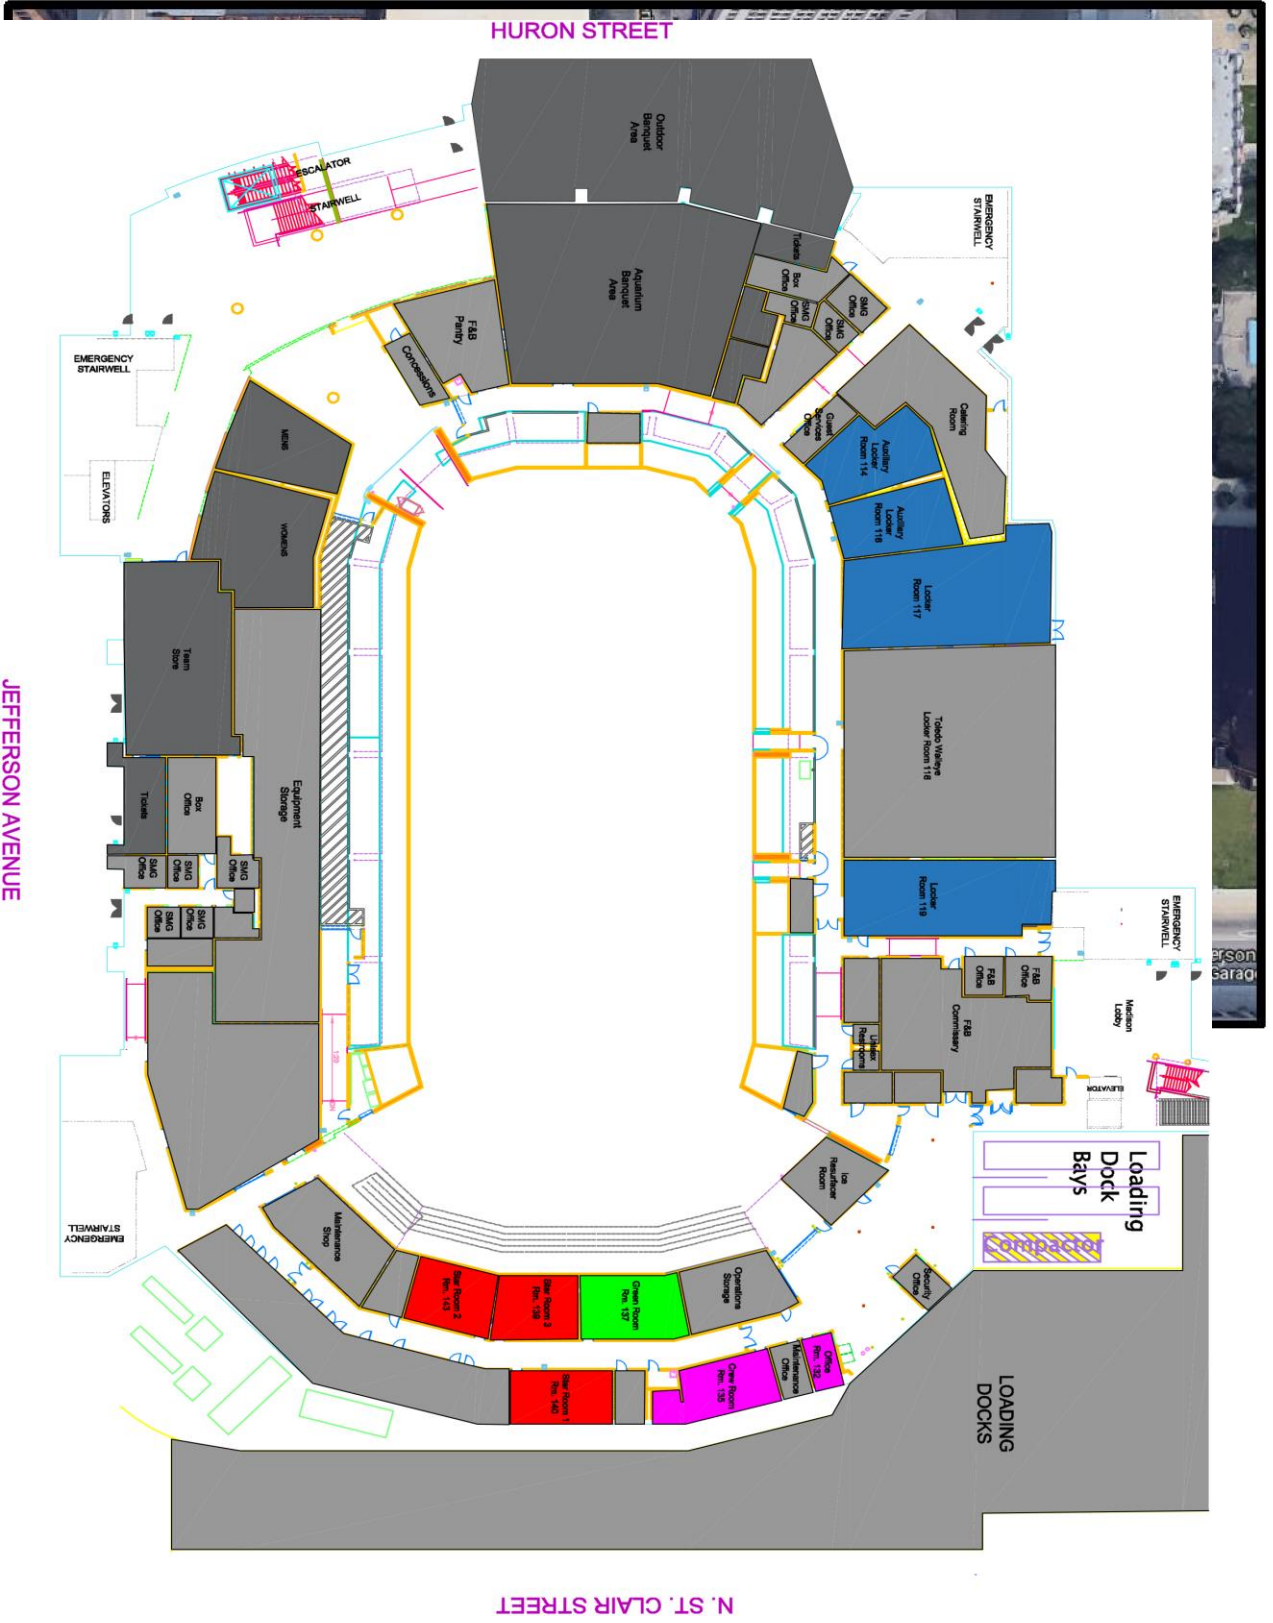 HURON STREET
Outdoor
Banquet
Area
ESCALATOR
STAIRWELL
EMERGENCY
STAIRWELL
Tickets
Box
Office
SMG
Office
SMG
Office
SMG
Office
Aquarium
Banquet
Area
F&B
Pantry
Concessions
EMERGENCY
STAIRWELL
Catering
Room
Guest
Services
Office
Auxiliary
Locker
Room 114
MENS
ELEVATORS
WOMENS
Auxiliary
Locker
Room 116
Locker
Room 117
Team
Store
JEFFERSON AVENUE
Toledo Walleye
Locker Room 118
Equipment
Storage
Box
Office
Tickets
SMG
Office
SMG
Office
SMG
Office
SMG
Office
SMG
Office
Locker
Room 119
EMERGENCY
STAIRWELL
erson
Garag
F&B
Office
F&B
Office
F&B
Commissary
Madison
Lobby
Unisex
Restrooms
ELEVATOR
Loading
Dock
Bays
Compactor
Ice
Resurfacer
Room
EMERGENCY
STAIRWELL
Maintenance
Shop
Star Room 2
Rm. 143
Star Room 3
Rm. 139
Green Room
Rm. 137
Operations
Storage
Security
Office
Office
Rm. 132
Maintenance
Office
Crew Room
Rm. 135
Star Room 1
Rm. 140
LOADING
DOCKS
N. ST. CLAIR STREET